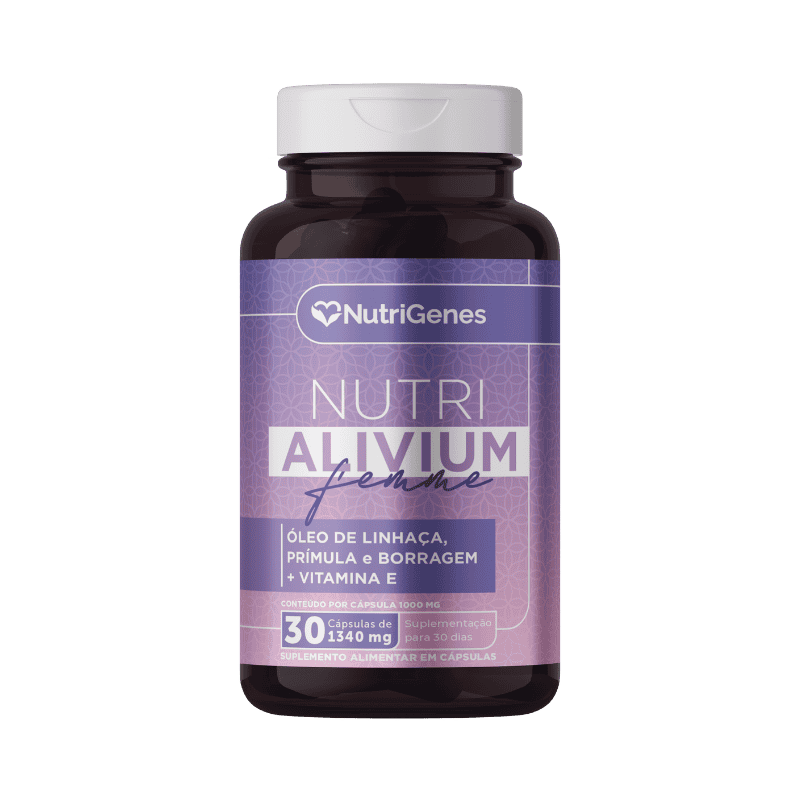 NutriGenes
NUTRI
ALIVIUM
femme
ÓLEO DE LINHAÇA,
PRÍMULA e BORRAGEM
+ VITAMINA E
CONTEÚDO POR CÁPSULA 1000 MG
30 Cápsulas de
1340 mg
Suplementação
para 30 dias
SUPLEMENTO ALIMENTAR EM CÁPSULAS